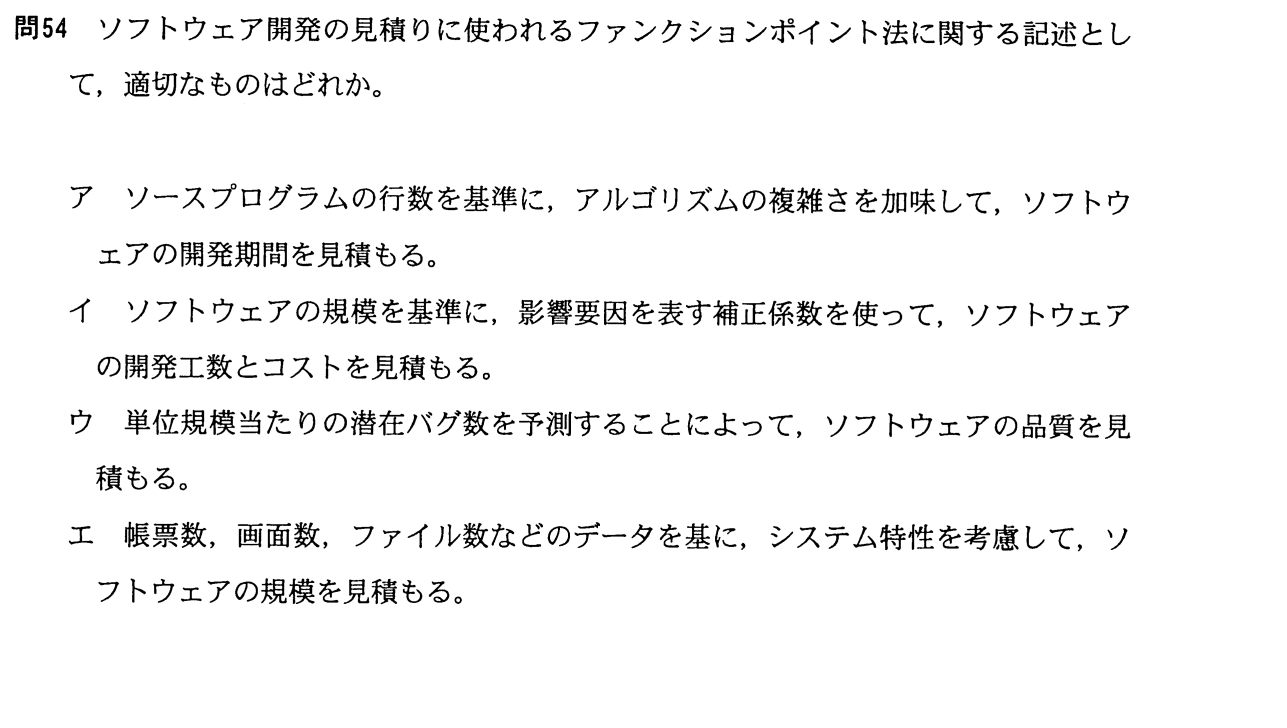 問54　ソフトウェア開発の見積りに使われるファンクションポイント法に関する記述とし
て，適切なものはどれか。
ア　ソースプログラムの行数を基準に，アルゴリズムの複雑さを加味して，ソフトウ
ェアの開発期間を見積もる。
イ　ソフトウェアの規模を基準に，影響要因を表す補正係数を使って，ソフトウェア
の開発工数とコストを見積もる。
ウ　単位規模当たりの潜在バグ数を予測することによって，ソフトウェアの品質を見
積もる。
エ　帳票数，画面数，ファイル数などのデータを基に，システム特性を考慮して，ソ
フトウェアの規模を見積もる。